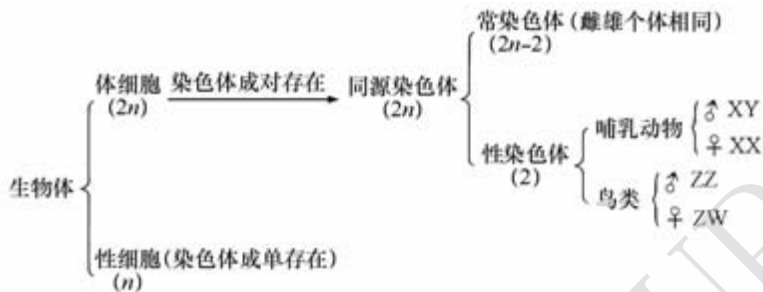 常染色体(雌雄个体相同)
(2n-2)
体细胞 染色体成对存在 同源染色体
(2n) (2n)
哺乳动物 ♂ XY
♀ XX
性染色体
(2)
鸟类 ♂ ZZ
♀ ZW
生物体
性细胞(染色体成单存在)
(n)